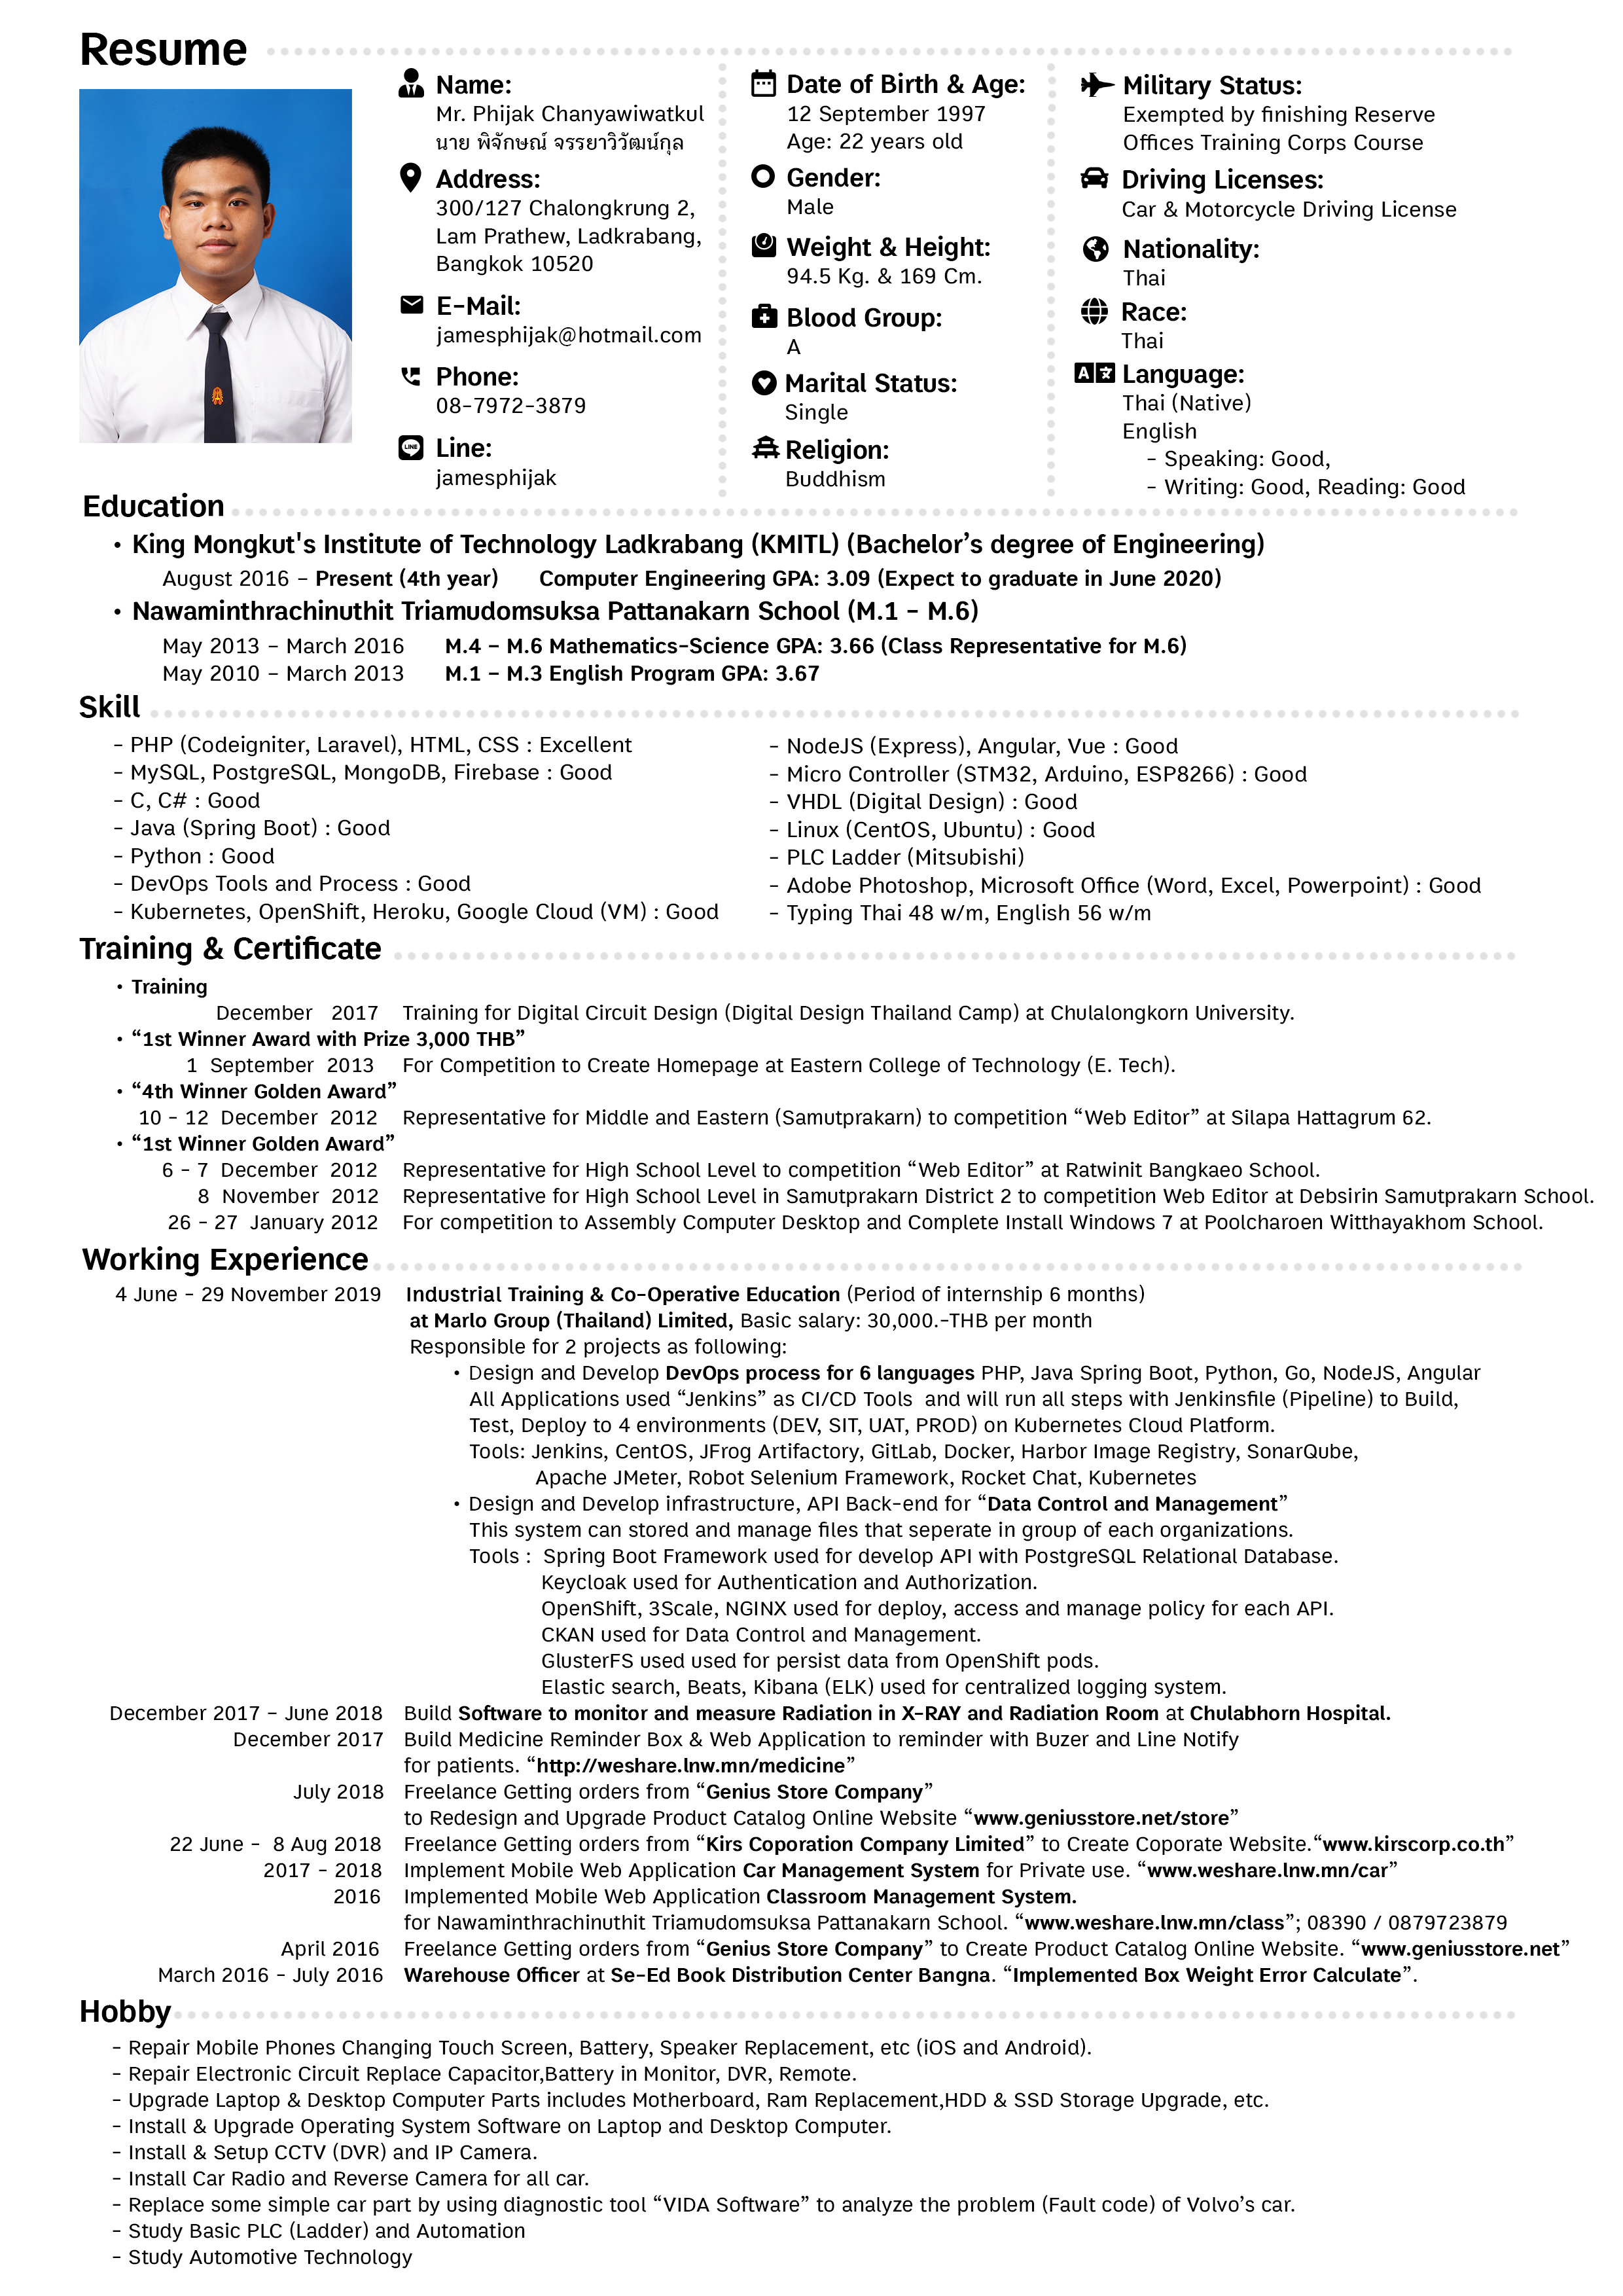 Resume
Name:
Mr. Phijak Chanyawiwatkul
นาย พิจักษณ์ จรรยาวิวัฒน์กุล
Address:
300/127 Chalongkrung 2,
Lam Prathew, Ladkrabang,
Bangkok 10520
E-Mail:
jamesphijak@hotmail.com
Phone:
08-7972-3879
LINE
Line:
jamesphijak
Date of Birth & Age:
12 September 1997
Age: 22 years old
Gender:
Male
Weight & Height:
94.5 Kg. & 169 Cm.
Blood Group:
A
Marital Status:
Single
Religion:
Buddhism
Military Status:
Exempted by finishing Reserve
Offices Training Corps Course
Driving Licenses:
Car & Motorcycle Driving License
Nationality:
Thai
Race:
Thai
A 文
Language:
Thai (Native)
English
- Speaking: Good,
- Writing: Good, Reading: Good
Education
• King Mongkut's Institute of Technology Ladkrabang (KMITL) (Bachelor’s degree of Engineering)
August 2016 - Present (4th year) Computer Engineering GPA: 3.09 (Expect to graduate in June 2020)
• Nawaminthrachinuthit Triamudomsuksa Pattanakarn School (M.1 - M.6)
May 2013 - March 2016 M.4 - M.6 Mathematics-Science GPA: 3.66 (Class Representative for M.6)
May 2010 - March 2013 M.1 - M.3 English Program GPA: 3.67
Skill
- PHP (Codeigniter, Laravel), HTML, CSS : Excellent
- MySQL, PostgreSQL, MongoDB, Firebase : Good
- C, C# : Good
- Java (Spring Boot) : Good
- Python : Good
- DevOps Tools and Process : Good
- Kubernetes, OpenShift, Heroku, Google Cloud (VM) : Good
- NodeJS (Express), Angular, Vue : Good
- Micro Controller (STM32, Arduino, ESP8266) : Good
- VHDL (Digital Design) : Good
- Linux (CentOS, Ubuntu) : Good
- PLC Ladder (Mitsubishi)
- Adobe Photoshop, Microsoft Office (Word, Excel, Powerpoint) : Good
- Typing Thai 48 w/m, English 56 w/m
Training & Certificate
• Training
December 2017 Training for Digital Circuit Design (Digital Design Thailand Camp) at Chulalongkorn University.
• “1st Winner Award with Prize 3,000 THB”
1 September 2013 For Competition to Create Homepage at Eastern College of Technology (E. Tech).
• “4th Winner Golden Award”
10 - 12 December 2012 Representative for Middle and Eastern (Samutprakarn) to competition “Web Editor” at Silapa Hattagrum 62.
• “1st Winner Golden Award”
6 - 7 December 2012 Representative for High School Level to competition “Web Editor” at Ratwinit Bangkaeo School.
8 November 2012 Representative for High School Level in Samutprakarn District 2 to competition Web Editor at Debsirin Samutprakarn School.
26 - 27 January 2012 For competition to Assembly Computer Desktop and Complete Install Windows 7 at Poolcharoen Witthayakhom School.
Working Experience
4 June - 29 November 2019 Industrial Training & Co-Operative Education (Period of internship 6 months)
at Marlo Group (Thailand) Limited, Basic salary: 30,000.-THB per month
Responsible for 2 projects as following:
• Design and Develop DevOps process for 6 languages PHP, Java Spring Boot, Python, Go, NodeJS, Angular
All Applications used “Jenkins” as CI/CD Tools and will run all steps with Jenkinsfile (Pipeline) to Build,
Test, Deploy to 4 environments (DEV, SIT, UAT, PROD) on Kubernetes Cloud Platform.
Tools: Jenkins, CentOS, JFrog Artifactory, GitLab, Docker, Harbor Image Registry, SonarQube,
Apache JMeter, Robot Selenium Framework, Rocket Chat, Kubernetes
• Design and Develop infrastructure, API Back-end for “Data Control and Management”
This system can stored and manage files that seperate in group of each organizations.
Tools : Spring Boot Framework used for develop API with PostgreSQL Relational Database.
Keycloak used for Authentication and Authorization.
OpenShift, 3Scale, NGINX used for deploy, access and manage policy for each API.
CKAN used for Data Control and Management.
GlusterFS used used for persist data from OpenShift pods.
Elastic search, Beats, Kibana (ELK) used for centralized logging system.
December 2017 - June 2018 Build Software to monitor and measure Radiation in X-RAY and Radiation Room at Chulabhorn Hospital.
December 2017 Build Medicine Reminder Box & Web Application to reminder with Buzer and Line Notify
for patients. “http://weshare.lnw.mn/medicine”
July 2018 Freelance Getting orders from “Genius Store Company”
to Redesign and Upgrade Product Catalog Online Website “www.geniusstore.net/store”
22 June - 8 Aug 2018 Freelance Getting orders from “Kirs Coporation Company Limited” to Create Coporate Website.“www.kirscorp.co.th”
2017 - 2018 Implement Mobile Web Application Car Management System for Private use. “www.weshare.lnw.mn/car”
2016 Implemented Mobile Web Application Classroom Management System.
for Nawaminthrachinuthit Triamudomsuksa Pattanakarn School. “www.weshare.lnw.mn/class”; 08390 / 0879723879
April 2016 Freelance Getting orders from “Genius Store Company” to Create Product Catalog Online Website. “www.geniusstore.net”
March 2016 - July 2016 Warehouse Officer at Se-Ed Book Distribution Center Bangna. “Implemented Box Weight Error Calculate”.
Hobby
- Repair Mobile Phones Changing Touch Screen, Battery, Speaker Replacement, etc (iOS and Android).
- Repair Electronic Circuit Replace Capacitor,Battery in Monitor, DVR, Remote.
- Upgrade Laptop & Desktop Computer Parts includes Motherboard, Ram Replacement,HDD & SSD Storage Upgrade, etc.
- Install & Upgrade Operating System Software on Laptop and Desktop Computer.
- Install & Setup CCTV (DVR) and IP Camera.
- Install Car Radio and Reverse Camera for all car.
- Replace some simple car part by using diagnostic tool “VIDA Software” to analyze the problem (Fault code) of Volvo’s car.
- Study Basic PLC (Ladder) and Automation
- Study Automotive Technology